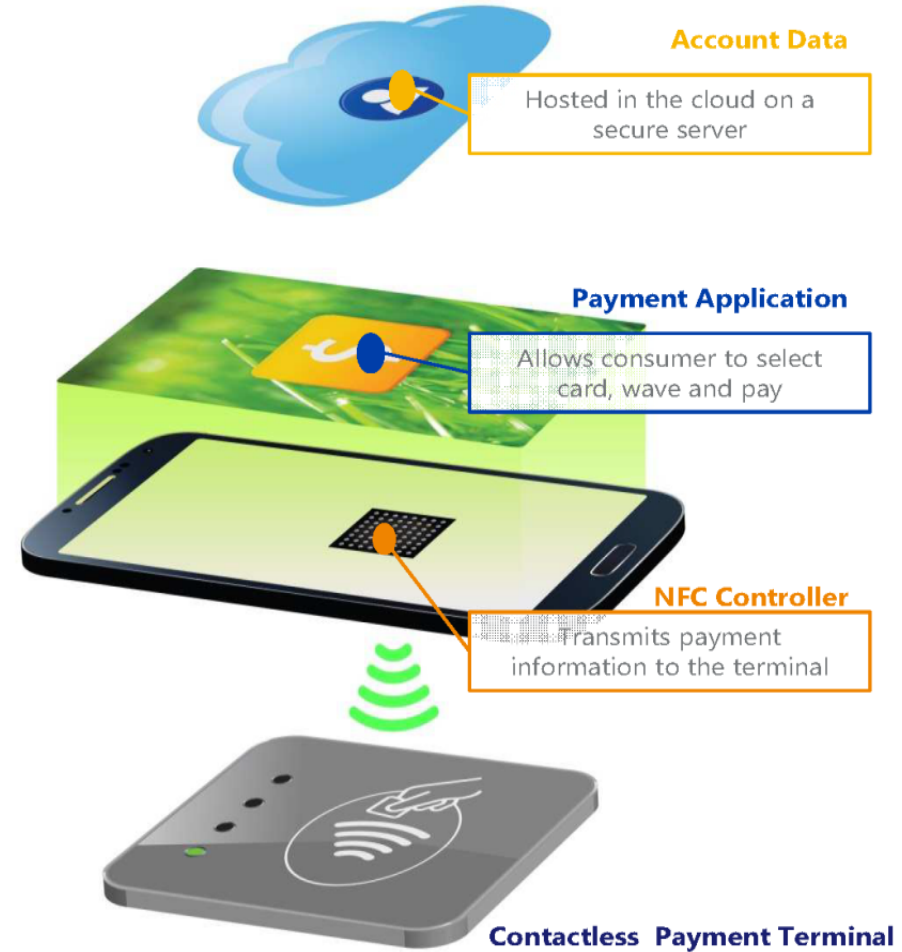 Account Data
Hosted in the cloud on a
secure server
Payment Application
Allows consumer to select
card, wave and pay
$
NFC Controller
Transmits payment
information to the terminal
Contactless Payment Terminal